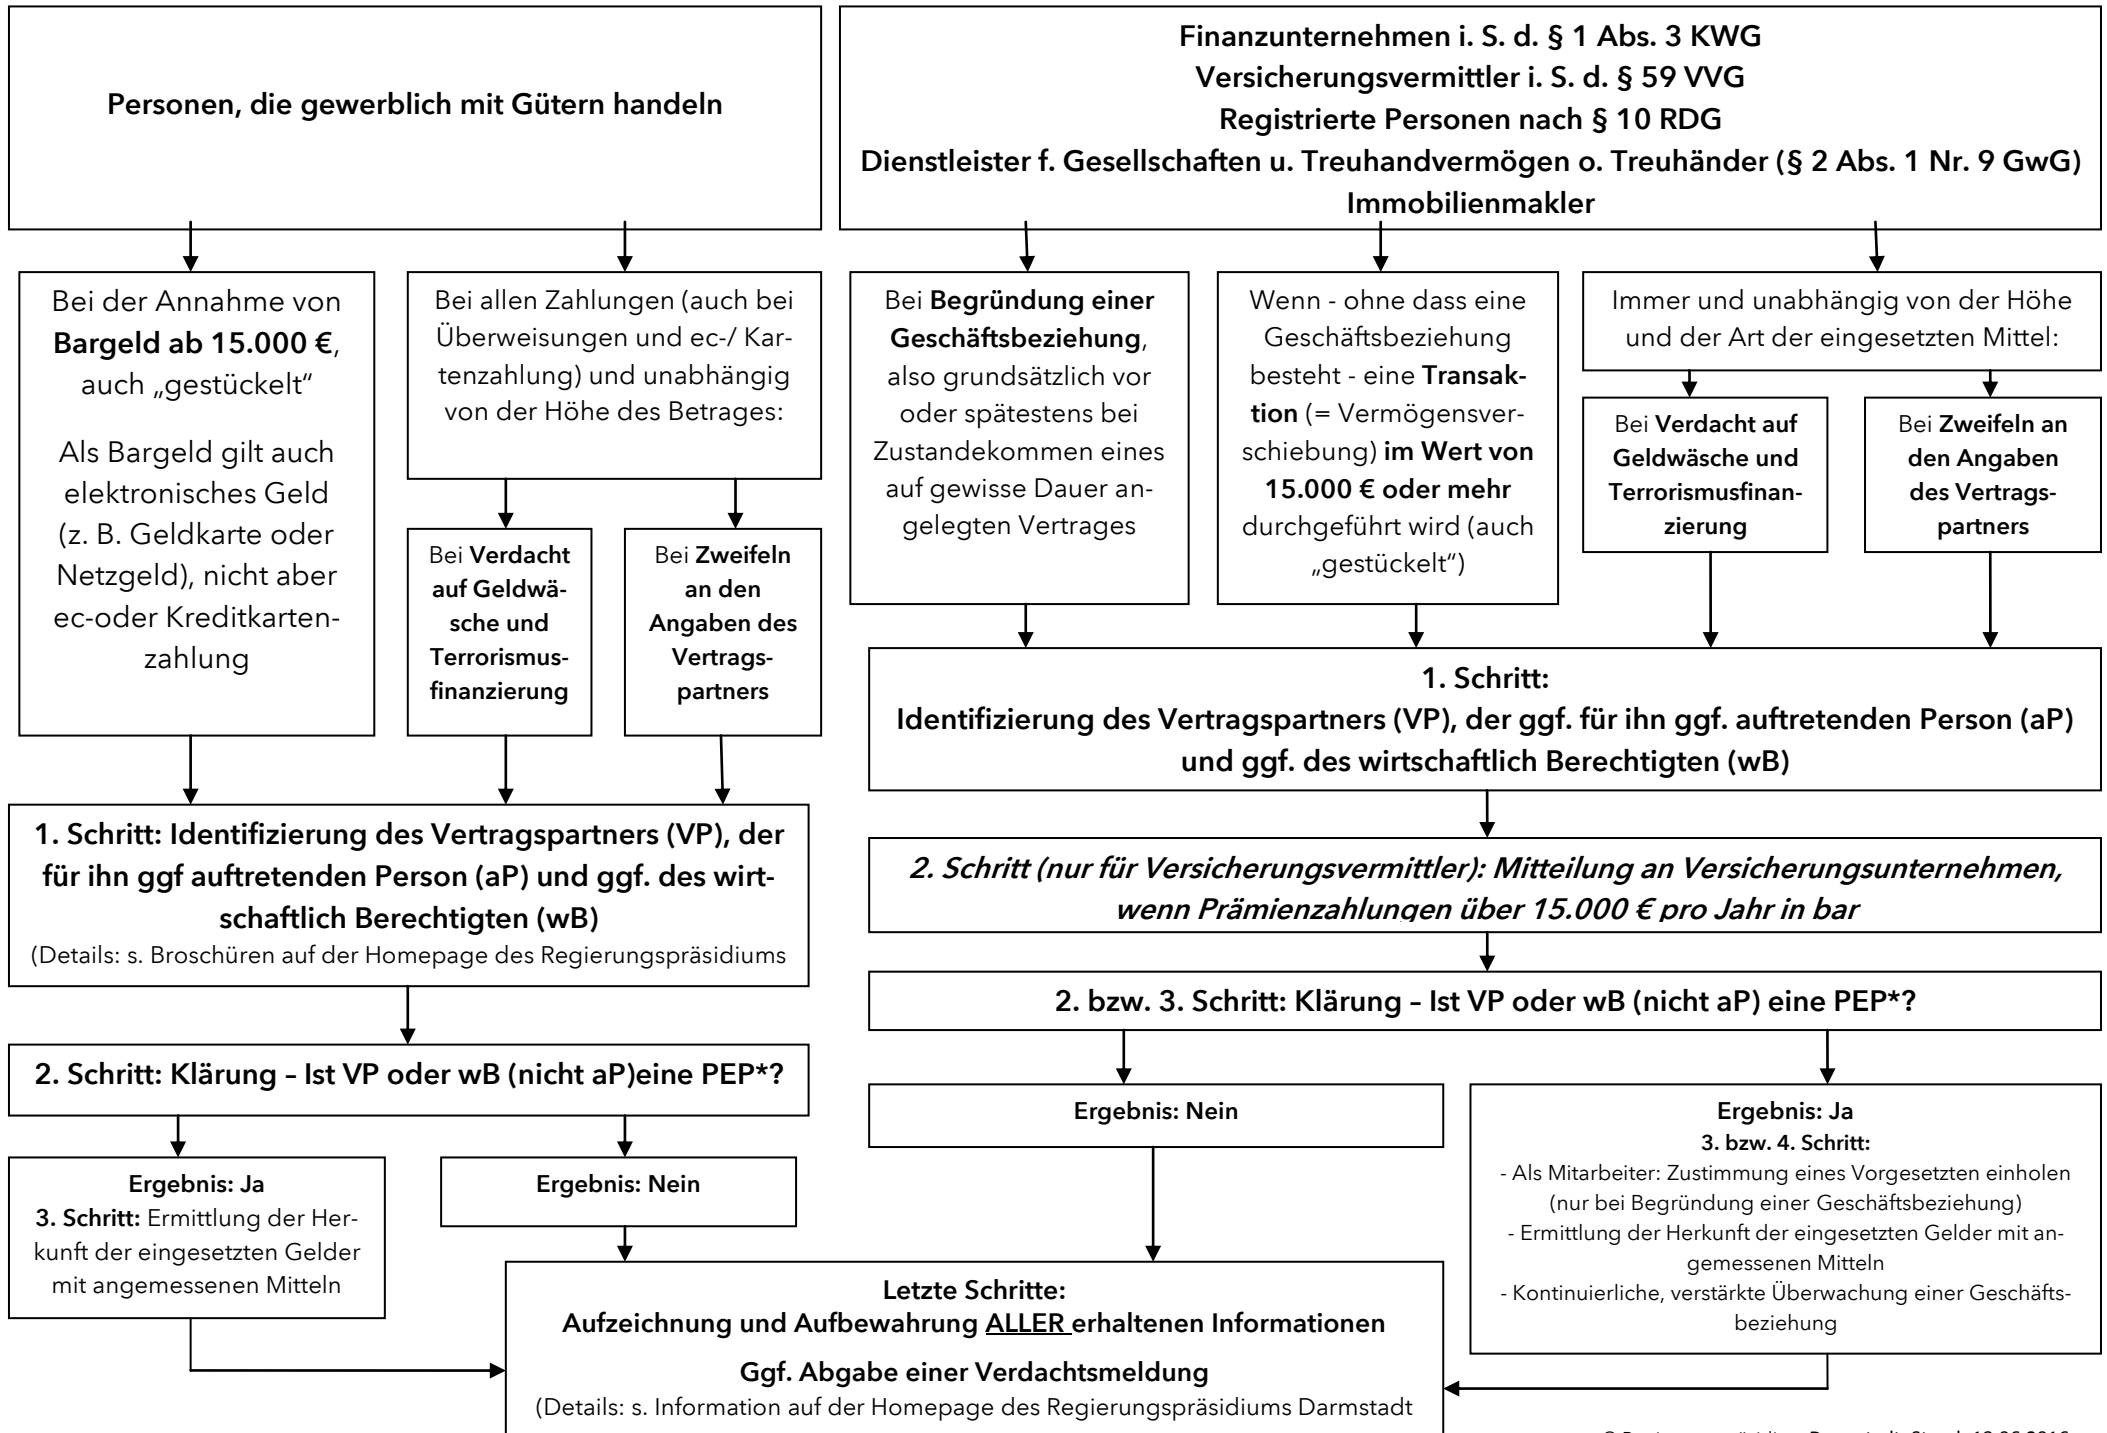 Personen, die gewerblich mit Gütern handeln
Finanzunternehmen i. S. d. § 1 Abs. 3 KWG
Versicherungsvermittler i. S. d. § 59 VVG
Registrierte Personen nach § 10 RDG
Dienstleister f. Gesellschaften u. Treuhandvermögen o. Treuhänder (§ 2 Abs. 1 Nr. 9 GwG)
Immobilienmakler
Bei der Annahme von
Bargeld ab 15.000 €,
auch „gestückelt“
Als Bargeld gilt auch
elektronisches Geld
(z. B. Geldkarte oder
Netzgeld), nicht aber
ec-oder Kreditkarten-
zahlung
Bei allen Zahlungen (auch bei
Überweisungen und ec-/ Kar-
tenzahlung) und unabhängig
von der Höhe des Betrages:
Bei Verdacht
auf Geldwä-
sche und
Terrorismus-
finanzierung
Bei Zweifeln
an den
Angaben des
Vertrags-
partners
Bei Begründung einer
Geschäftsbeziehung,
also grundsätzlich vor
oder spätestens bei
Zustandekommen eines
auf gewisse Dauer an-
gelegten Vertrages
Wenn - ohne dass eine
Geschäftsbeziehung
besteht - eine Transak-
tion (= Vermögensver-
schiebung) im Wert von
15.000 € oder mehr
durchgeführt wird (auch
„gestückelt“)
Immer und unabhängig von der Höhe
und der Art der eingesetzten Mittel:
Bei Verdacht auf
Geldwäsche und
Terrorismusfinan-
zierung
Bei Zweifeln an
den Angaben
des Vertrags-
partners
1. Schritt: Identifizierung des Vertragspartners (VP), der
für ihn ggf auftretenden Person (aP) und ggf. des wirt-
schaftlich Berechtigten (wB)
(Details: s. Broschüren auf der Homepage des Regierungspräsidiums
2. Schritt: Klärung – Ist VP oder wB (nicht aP)eine PEP*?
Ergebnis: Ja
3. Schritt: Ermittlung der Her-
kunft der eingesetzten Gelder
mit angemessenen Mitteln
Ergebnis: Nein
1. Schritt:
Identifizierung des Vertragspartners (VP), der ggf. für ihn ggf. auftretenden Person (aP)
und ggf. des wirtschaftlich Berechtigten (wB)
2. Schritt (nur für Versicherungsvermittler): Mitteilung an Versicherungsunternehmen,
wenn Prämienzahlungen über 15.000 € pro Jahr in bar
2. bzw. 3. Schritt: Klärung – Ist VP oder wB (nicht aP) eine PEP*?
Ergebnis: Nein
Ergebnis: Ja
3. bzw. 4. Schritt:
- Als Mitarbeiter: Zustimmung eines Vorgesetzten einholen
(nur bei Begründung einer Geschäftsbeziehung)
- Ermittlung der Herkunft der eingesetzten Gelder mit an-
gemessenen Mitteln
- Kontinuierliche, verstärkte Überwachung einer Geschäfts-
beziehung
Letzte Schritte:
Aufzeichnung und Aufbewahrung ALLER erhaltenen Informationen
Ggf. Abgabe einer Verdachtsmeldung
(Details: s. Information auf der Homepage des Regierungspräsidiums Darmstadt